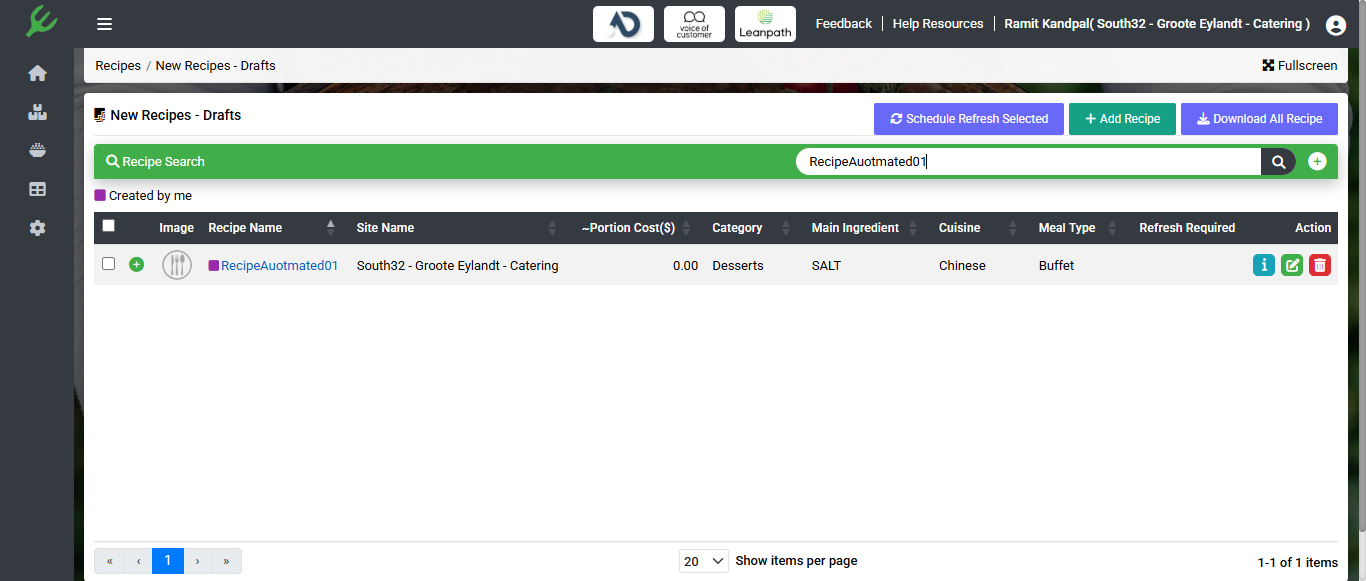 voice of
customer
Leanpath
Feedback
Help Resources
Ramit Kandpal( South32 - Groote Eylandt - Catering )
Recipes / New Recipes - Drafts
Fullscreen
New Recipes - Drafts
Schedule Refresh Selected
+ Add Recipe
Download All Recipe
Recipe Search
RecipeAuotmated01
Created by me
Image Recipe Name Site Name ~Portion Cost($) Category Main Ingredient Cuisine Meal Type Refresh Required Action
RecipeAuotmated01 South32 - Groote Eylandt - Catering 0.00 Desserts SALT Chinese Buffet
« ‹ 1 › »
20 Show items per page
1-1 of 1 items